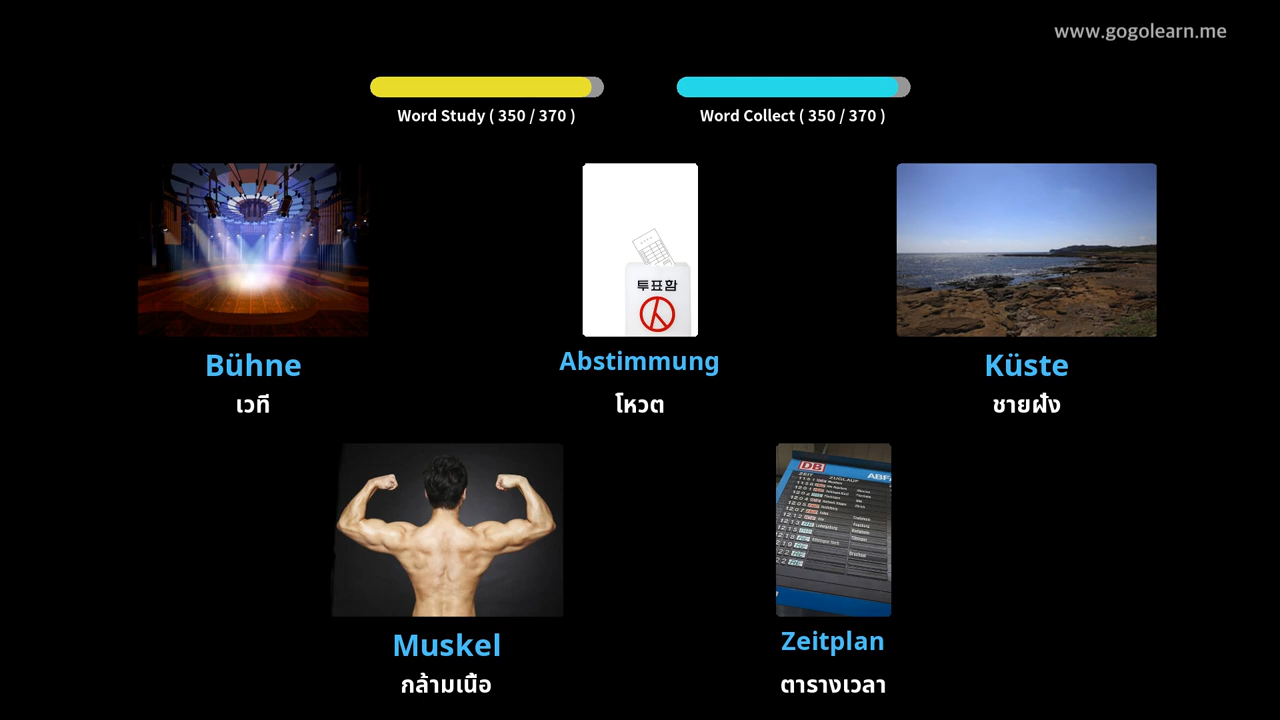 www.gogolearn.me
Word Study ( 350 / 370 )
Word Collect ( 350 / 370 )
투표함
Bühne
Abstimmung
Küste
เวที
โหวต
ชายฝั่ง
DB
ABF
ZEIT ZUGLAUF
Muskel
Zeitplan
กล้ามเนื้อ
ตารางเวลา